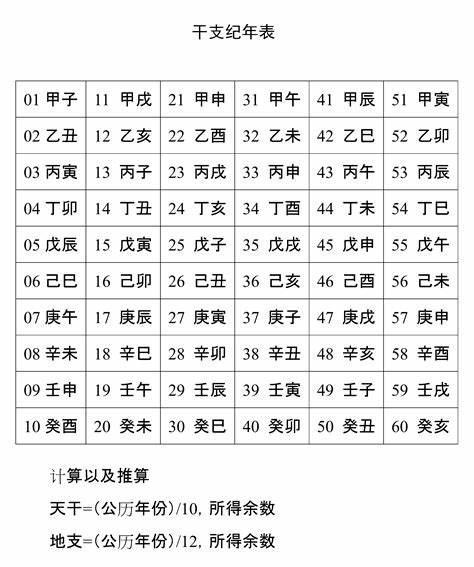 干支纪年表
01 甲子 11 甲戌 21 甲申 31 甲午 41 甲辰 51 甲寅
02 乙丑 12 乙亥 22 乙酉 32 乙未 42 乙巳 52 乙卯
03 丙寅 13 丙子 23 丙戌 33 丙申 43 丙午 53 丙辰
04 丁卯 14 丁丑 24 丁亥 34 丁酉 44 丁未 54 丁巳
05 戊辰 15 戊寅 25 戊子 35 戊戌 45 戊申 55 戊午
06 己巳 16 己卯 26 己丑 36 己亥 46 己酉 56 己未
07 庚午 17 庚辰 27 庚寅 37 庚子 47 庚戌 57 庚申
08 辛未 18 辛巳 28 辛卯 38 辛丑 48 辛亥 58 辛酉
09 壬申 19 壬午 29 壬辰 39 壬寅 49 壬子 59 壬戌
10 癸酉 20 癸未 30 癸巳 40 癸卯 50 癸丑 60 癸亥
计算以及推算
天干=(公历年份)/10, 所得余数
地支=(公历年份)/12, 所得余数